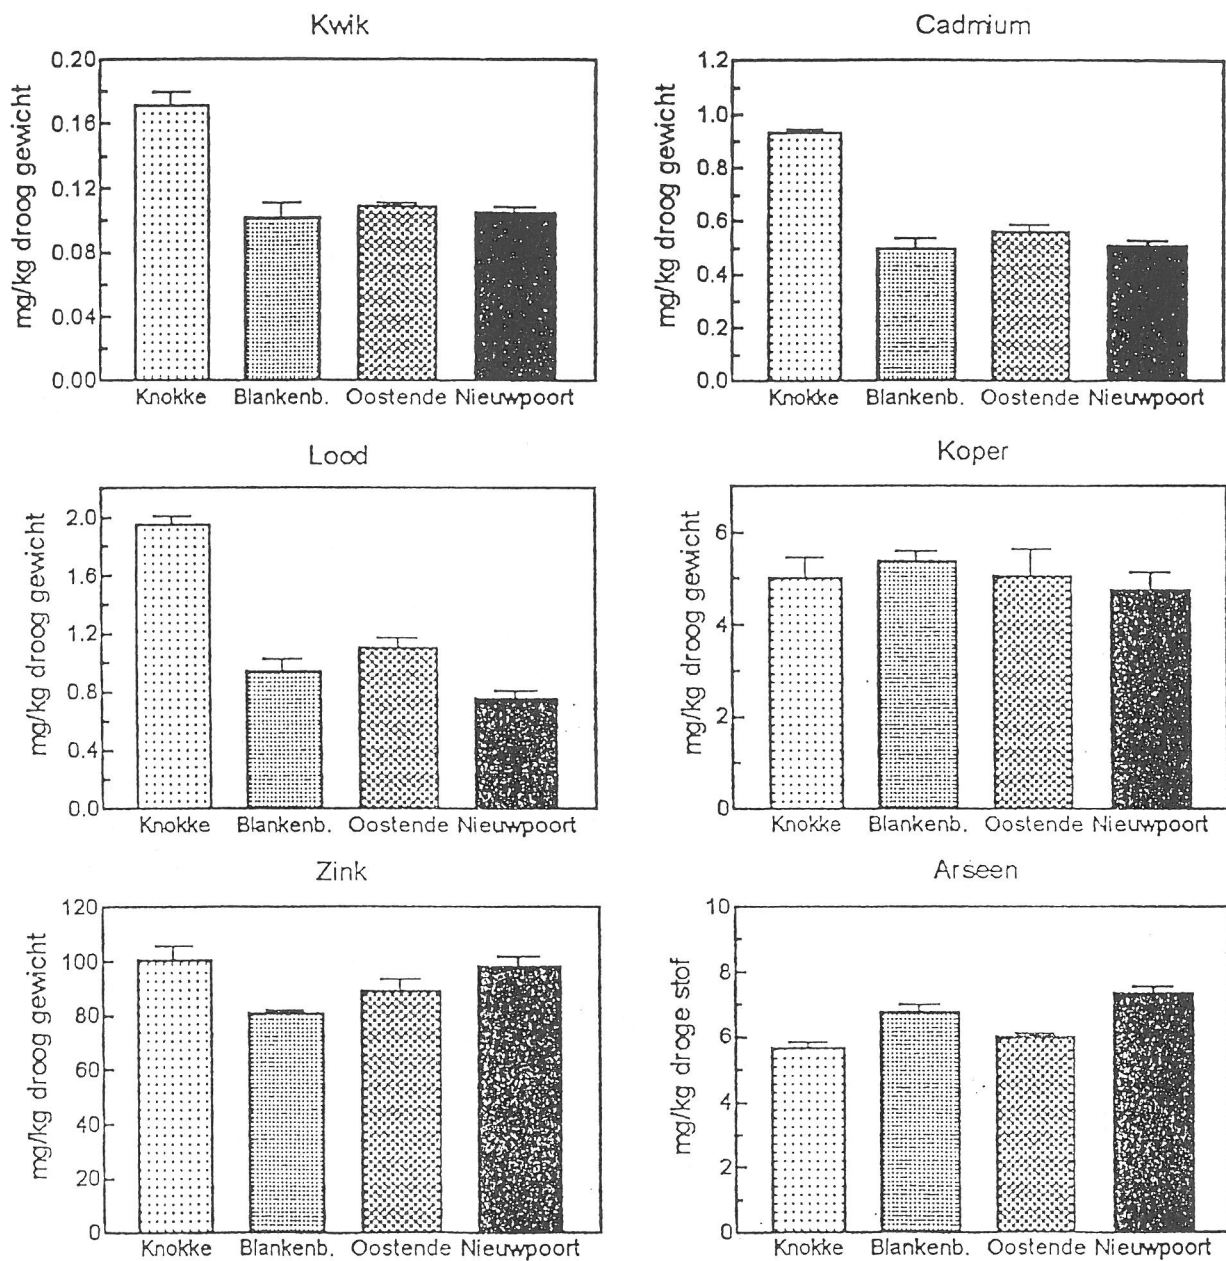 Kwik
mg/kg droog gewicht
0.20
0.16
0.12
0.08
0.04
0.00
Knokke Blankenb. Oostende Nieuwpoort
Cadmium
mg/kg droog gewicht
1.2
1.0
0.8
0.6
0.4
0.2
0.0
Knokke Blankenb. Oostende Nieuwpoort
Lood
mg/kg droog gewicht
2.0
1.6
1.2
0.8
0.4
0.0
Knokke Blankenb. Oostende Nieuwpoort
Koper
mg/kg droog gewicht
6
4
2
0
Knokke Blankenb. Oostende Nieuwpoort
Zink
mg/kg droog gewicht
120
100
80
60
40
20
0
Knokke Blankenb. Oostende Nieuwpoort
Arseen
mg/kg droge stof
10
8
6
4
2
0
Knokke Blankenb. Oostende Nieuwpoort